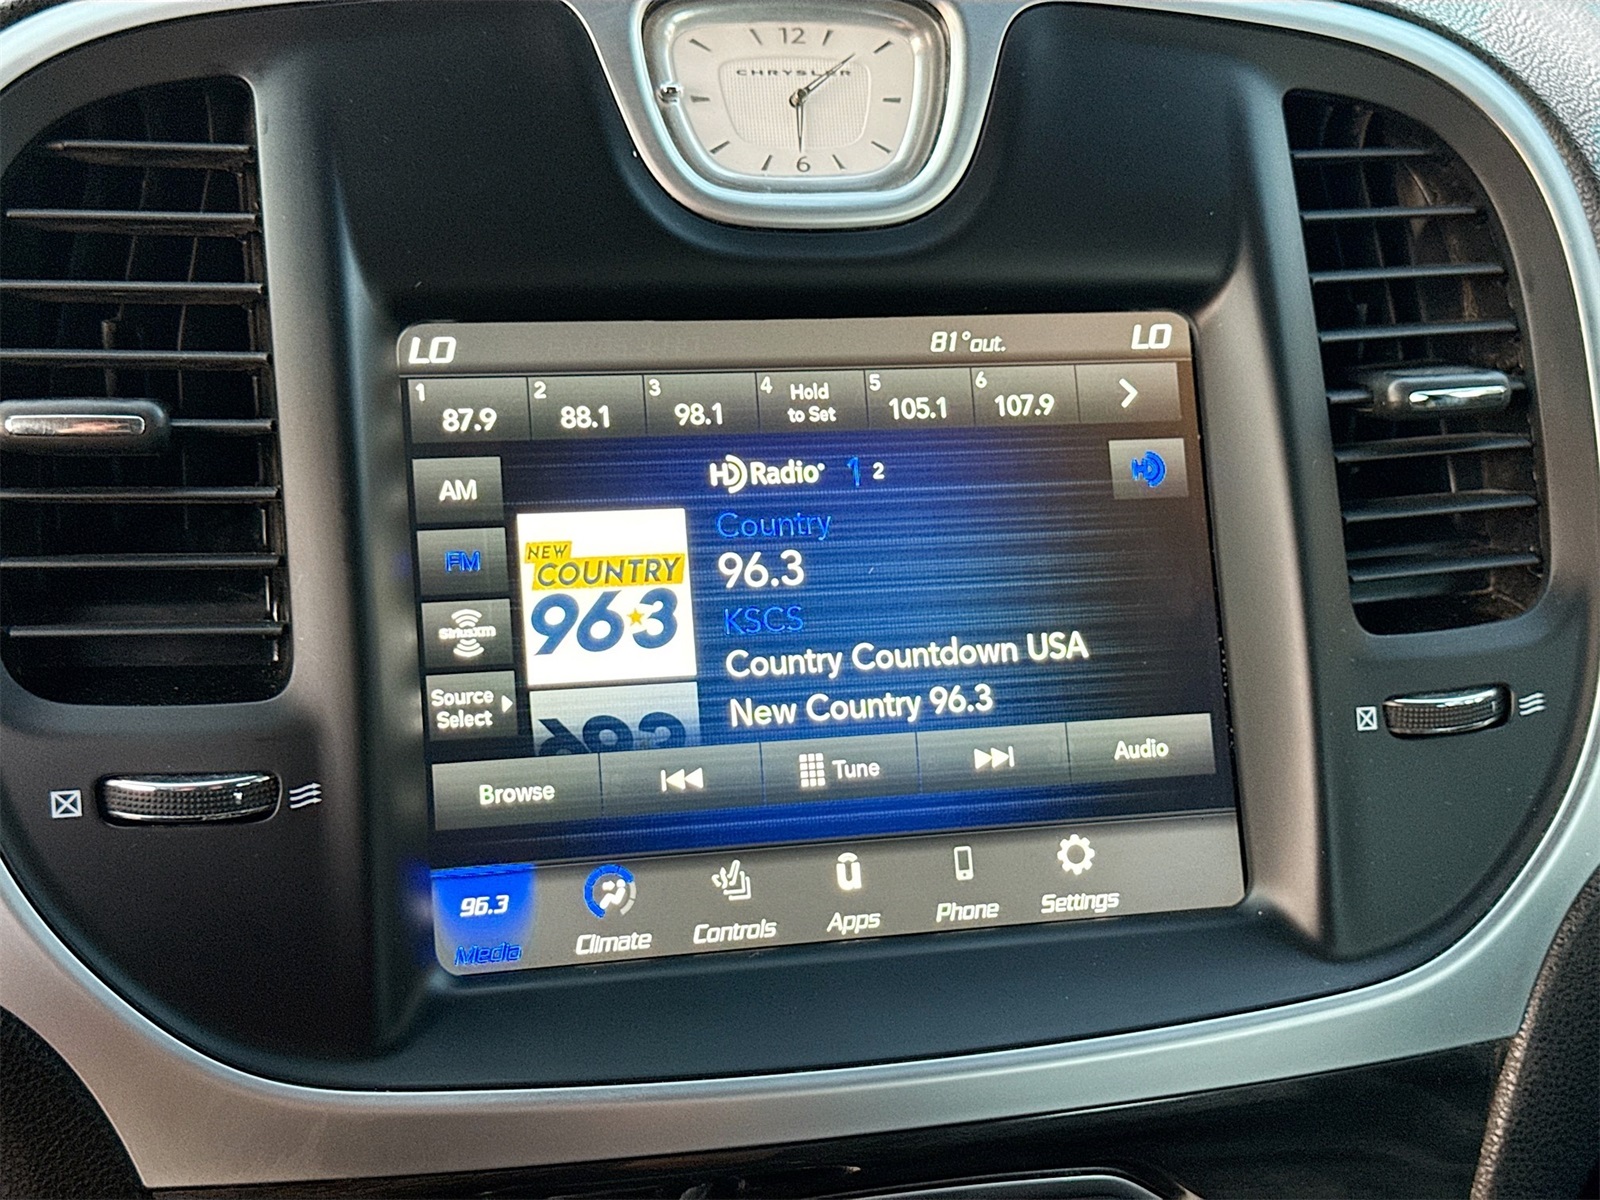 12
CHRYSLER
6
LO
81°out.
LO
1
87.9
2
88.1
3
98.1
4
Hold
to Set
5
105.1
6
107.9
AM
HD Radio
1 2
HD
Country
FM
NEW
COUNTRY
96★3
96.3
KSCS
SiriusXM
Country Countdown USA
Source
Select
New Country 96.3
Browse
Tune
Audio
96.3
Media
Climate
Controls
Apps
Phone
Settings